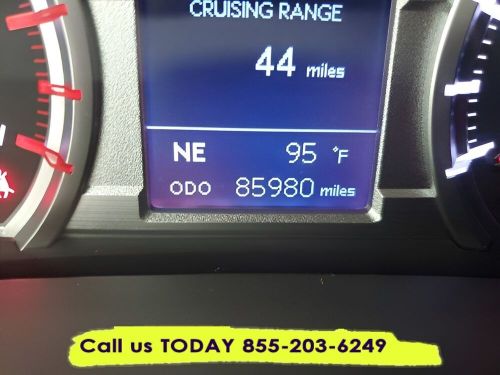 CRUISING RANGE
44 miles
NE 95 °F
ODO 85980 miles
Call us TODAY 855-203-6249